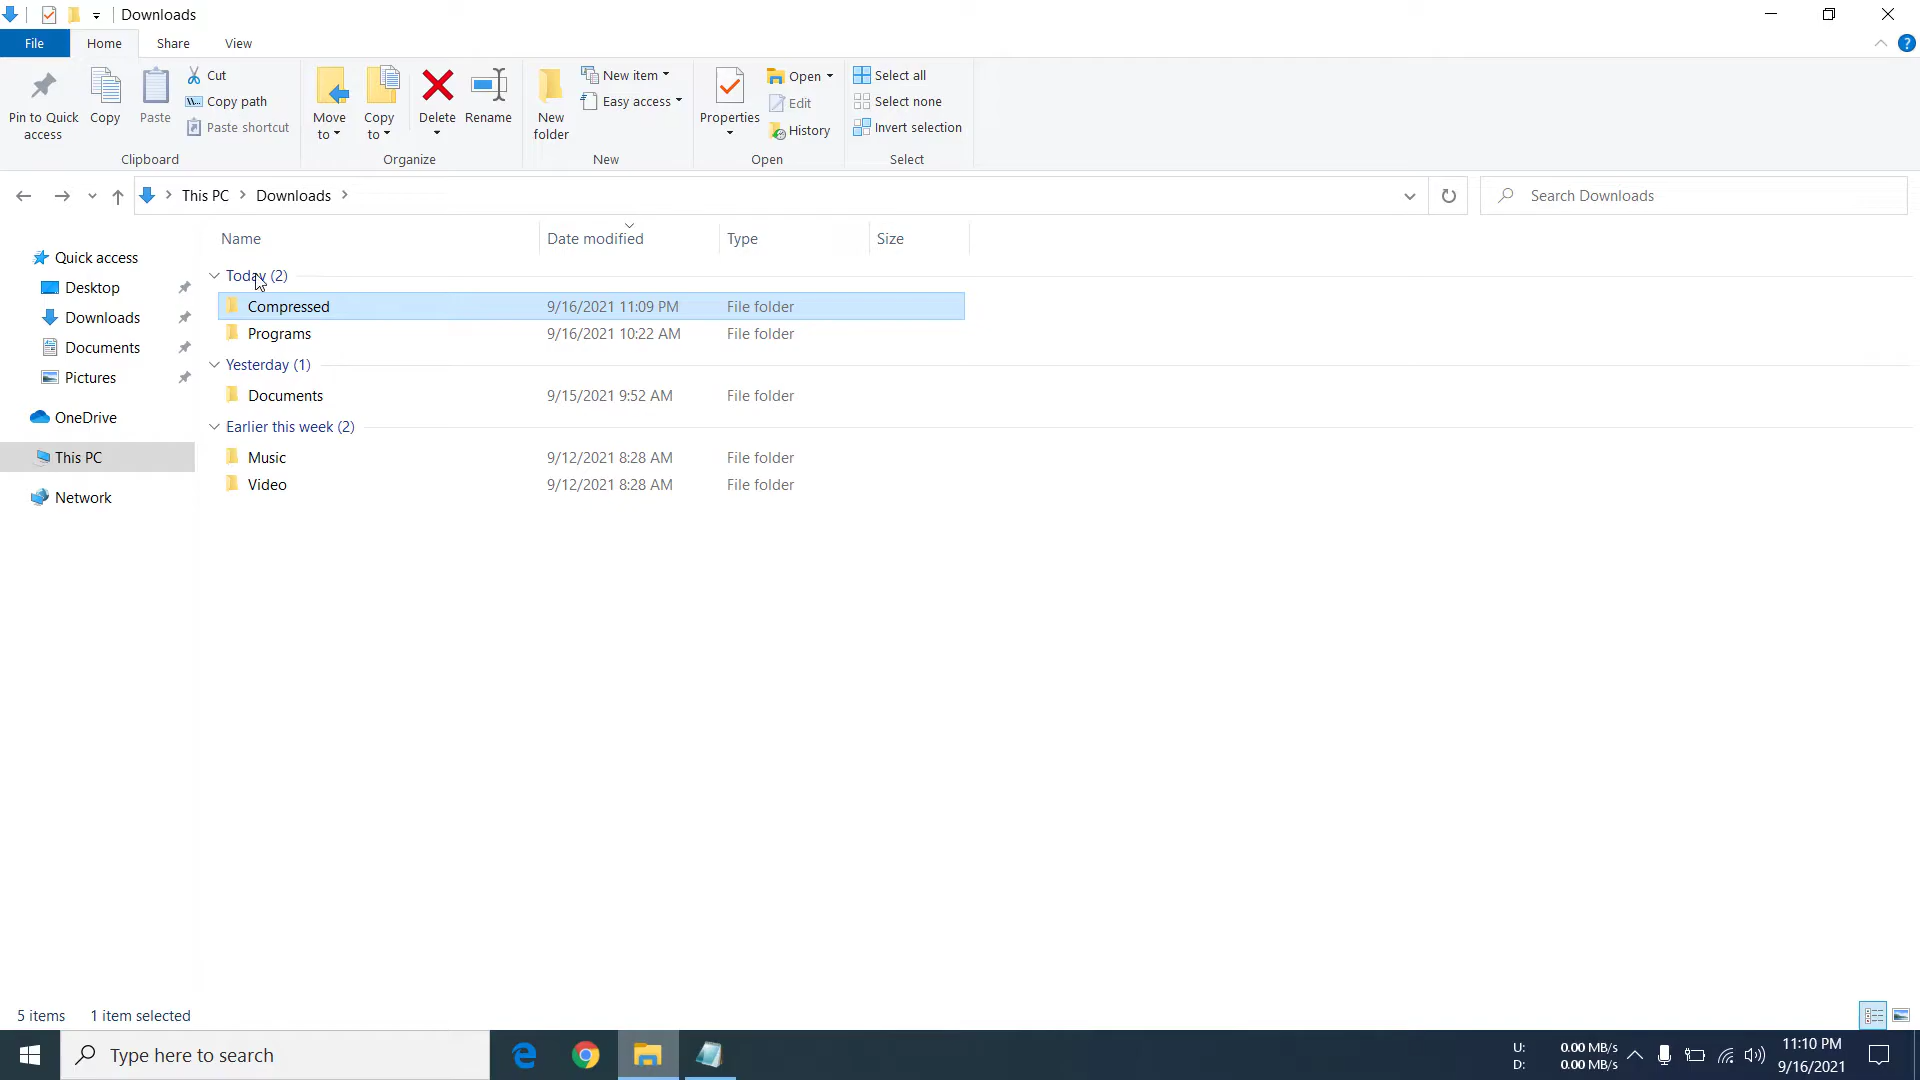 Downloads
File Home Share View
Pin to Quick access
Copy
Paste
Cut
Copy path
Paste shortcut
Clipboard
Move to
Copy to
Delete
Rename
Organize
New folder
New item
Easy access
New
Properties
Open
Edit
History
Open
Select all
Select none
Invert selection
Select
This PC Downloads
Search Downloads
Quick access
Desktop
Downloads
Documents
Pictures
OneDrive
This PC
Network
Name Date modified Type Size
Today (2)
Compressed 9/16/2021 11:09 PM File folder
Programs 9/16/2021 10:22 AM File folder
Yesterday (1)
Documents 9/15/2021 9:52 AM File folder
Earlier this week (2)
Music 9/12/2021 8:28 AM File folder
Video 9/12/2021 8:28 AM File folder
5 items 1 item selected
Type here to search
U: 0.00 MB/s
D: 0.00 MB/s
11:10 PM
9/16/2021